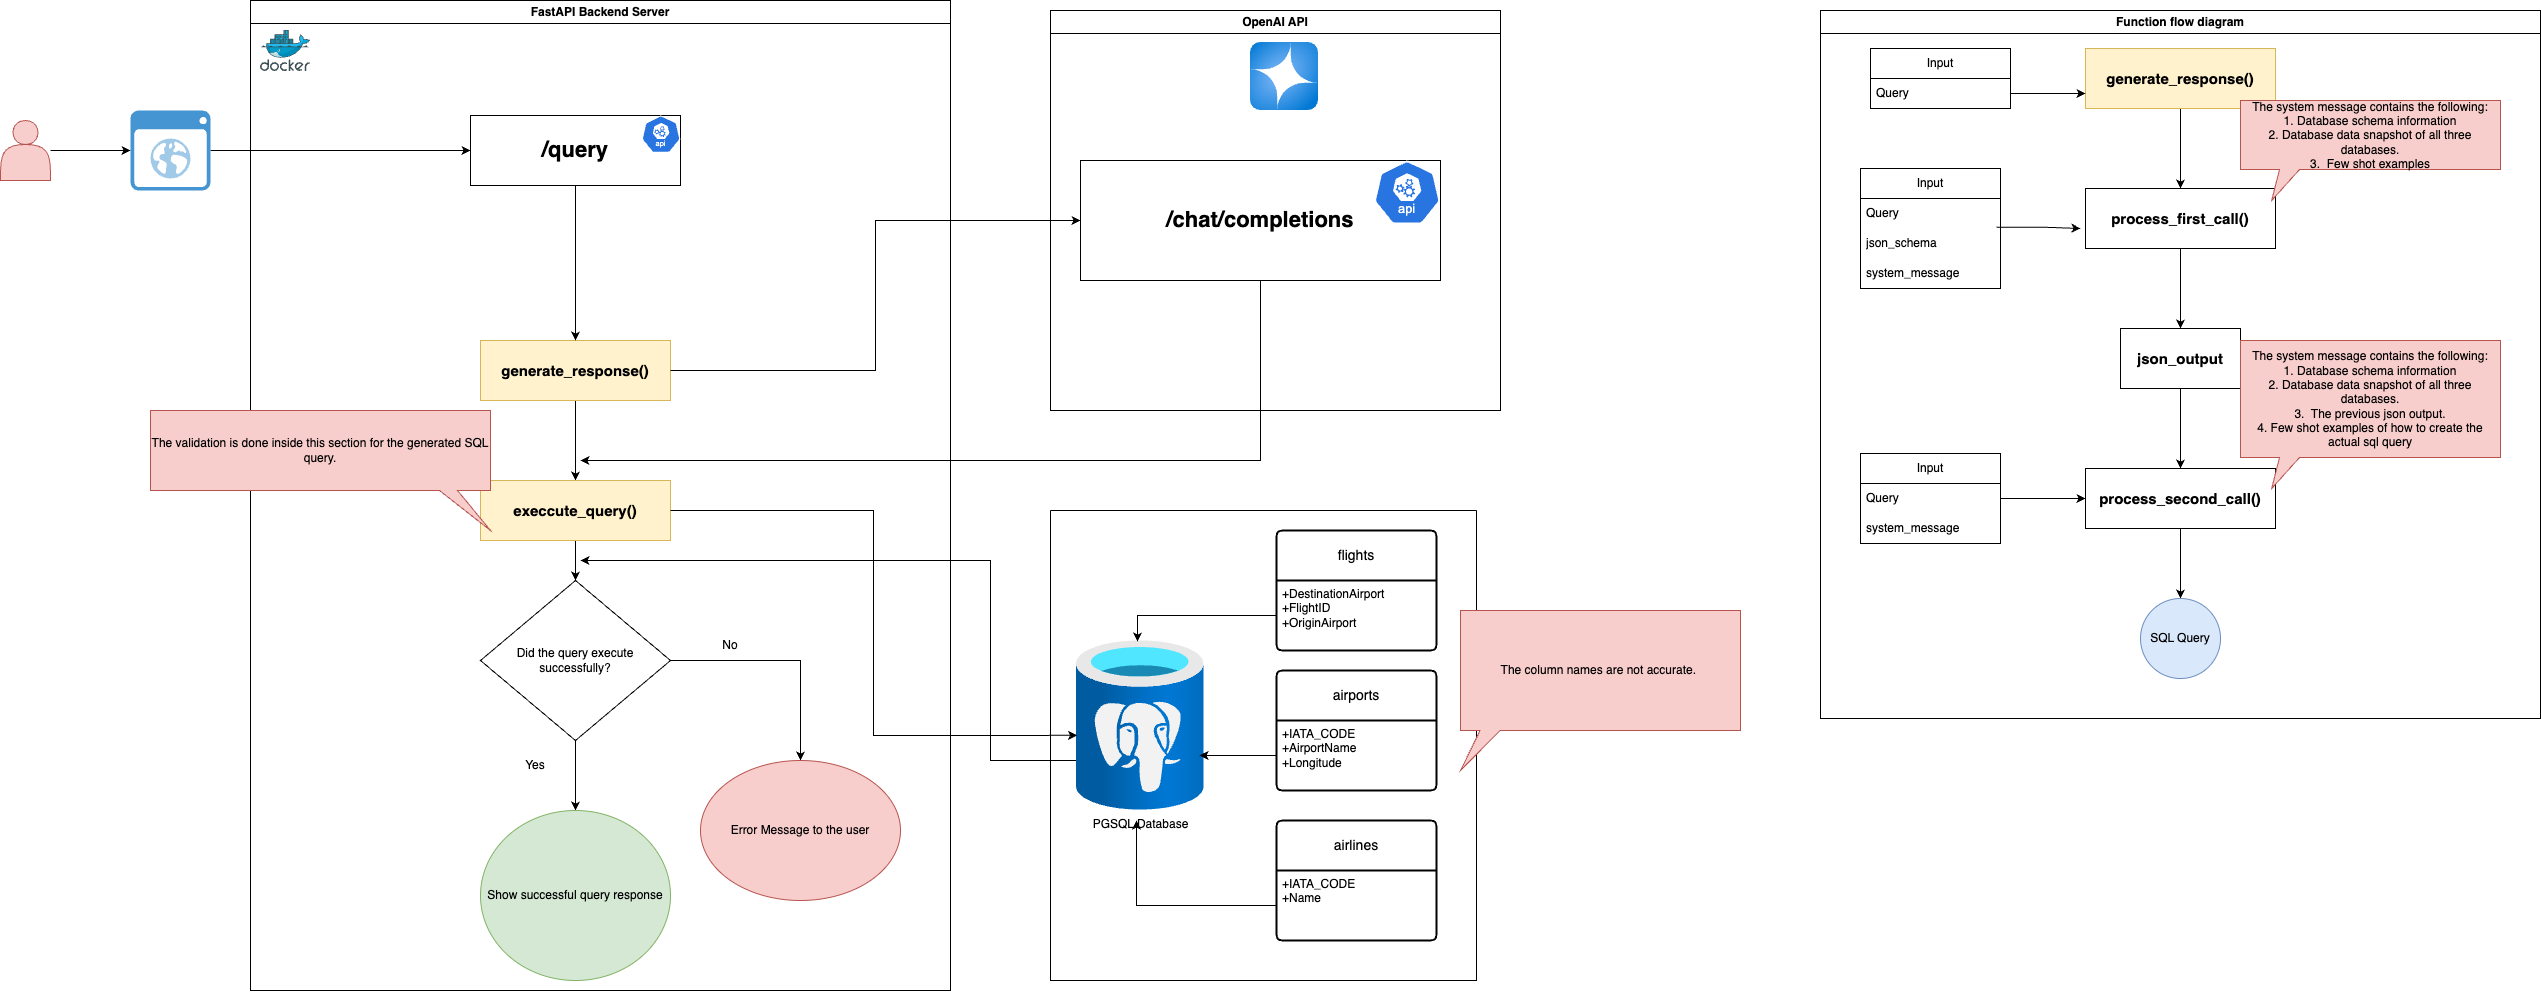 FastAPI Backend Server
docker
/query
api
generate_response()
The validation is done inside this section for the generated SQL
query.
execcute_query()
Did the query execute
successfully?
No
Yes
Error Message to the user
Show successful query response
OpenAI API
/chat/completions
api
flights
+DestinationAirport
+FlightID
+OriginAirport
airports
+IATA_CODE
+AirportName
+Longitude
airlines
+IATA_CODE
+Name
PGSQL Database
The column names are not accurate.
Function flow diagram
Input
Query
generate_response()
The system message contains the following:
1. Database schema information
2. Database data snapshot of all three
databases.
3. Few shot examples
Input
Query
json_schema
system_message
process_first_call()
json_output
The system message contains the following:
1. Database schema information
2. Database data snapshot of all three
databases.
3. The previous json output.
4. Few shot examples of how to create the
actual sql query
Input
Query
system_message
process_second_call()
SQL Query